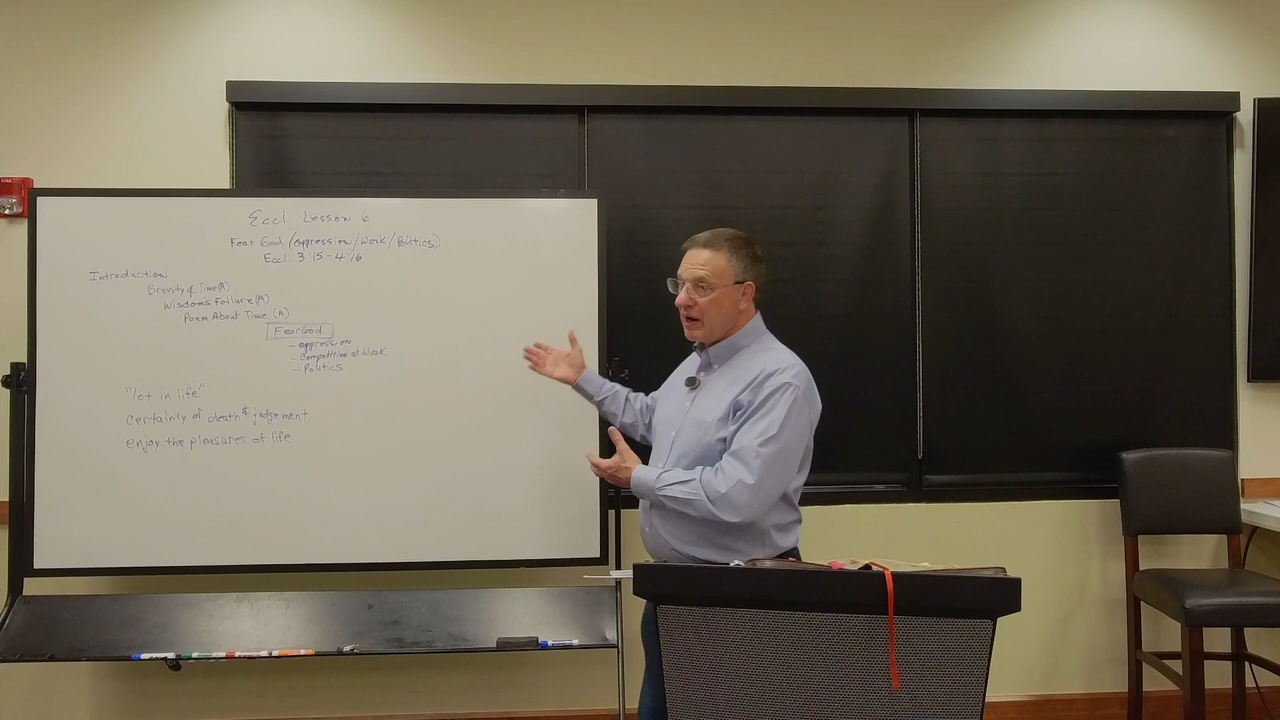 Eccl Lesson 6
Fear God (oppression/Work/Politics)
Eccl. 3:15-4:16
Introduction
Brevity of Time (A)
Wisdom's Failure (A)
Poem About Time (A)
Fear God
- oppression
- Competition at Work
- Politics
"lot in life"
Certainty of death & judgement
enjoy the pleasures of life
FIRE